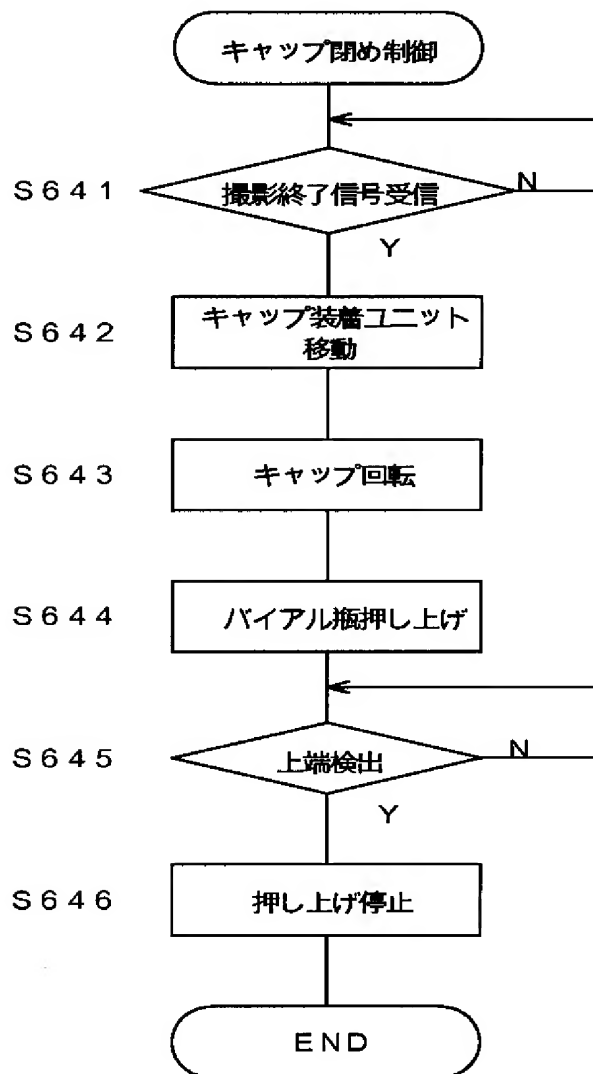 キャップ閉め制御
S641
撮影終了信号受信
N
Y
S642
キャップ装着ユニット
移動
S643
キャップ回転
S644
バイアル瓶押し上げ
S645
上端検出
N
Y
S646
押し上げ停止
END